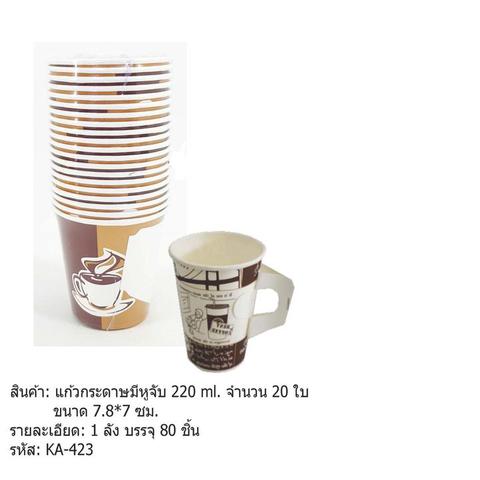 สินค้า: แก้วกระดาษมีหูจับ 220 ml. จำนวน 20 ใบ
ขนาด 7.8*7 ซม.
รายละเอียด: 1 ลัง บรรจุ 80 ชิ้น
รหัส: KA-423